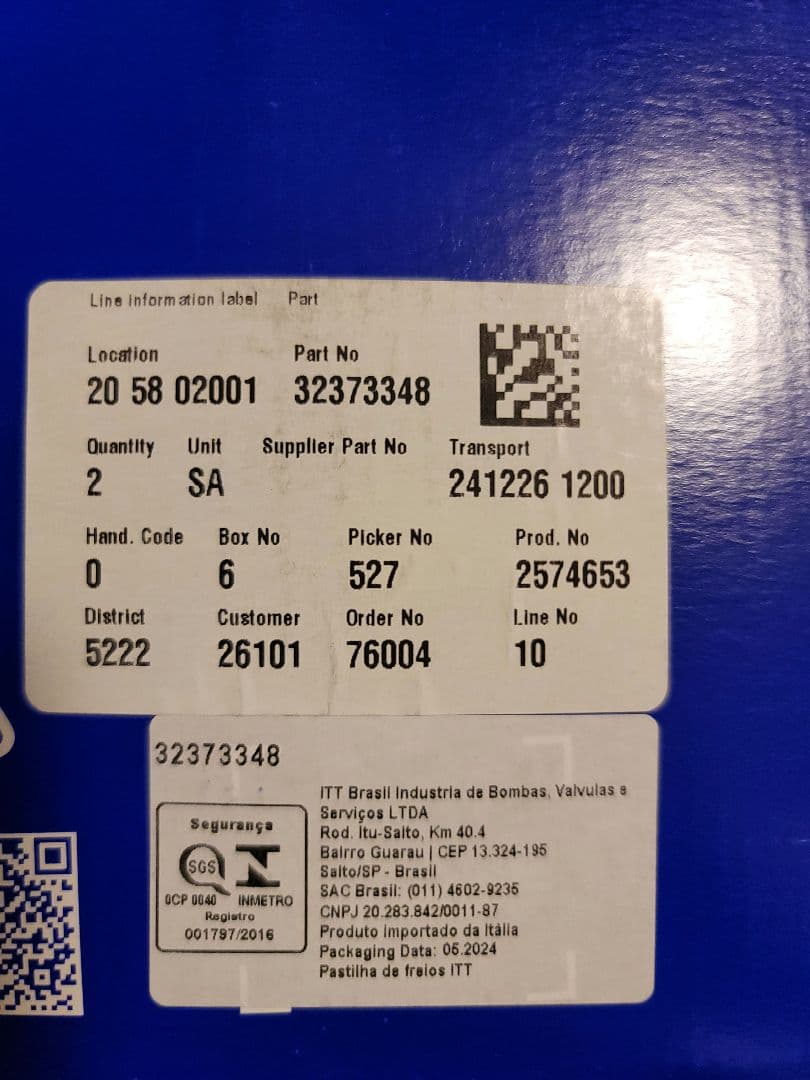 Line information label Part
Location Part No
20 58 02001 32373348
Quantity Unit Supplier Part No Transport
2 SA 241226 1200
Hand. Code Box No Picker No Prod. No
0 6 527 2574653
District Customer Order No Line No
5222 26101 76004 10
32373348
Segurança
SGS
OCP 0040 INMETRO
Registro
001797/2016
ITT Brasil Industria de Bombas, Valvulas e
Serviços LTDA
Rod. Itu-Salto, Km 40.4
Bairro Guarau | CEP 13.324-195
Salto/SP - Brasil
SAC Brasil: (011) 4602-9235
CNPJ 20.283.842/0011-87
Produto Importado da Itália
Packaging Data: 05.2024
Pastilha de freios ITT